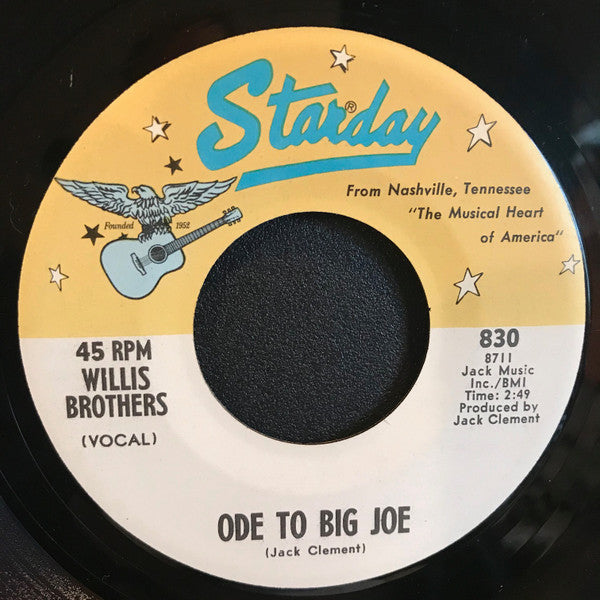 Starday®
From Nashville, Tennessee
"The Musical Heart
of America"
Founded 1952
45 RPM
WILLIS
BROTHERS
(VOCAL)
830
8711
Jack Music
Inc./BMI
Time: 2:49
Produced by
Jack Clement
ODE TO BIG JOE
(Jack Clement)